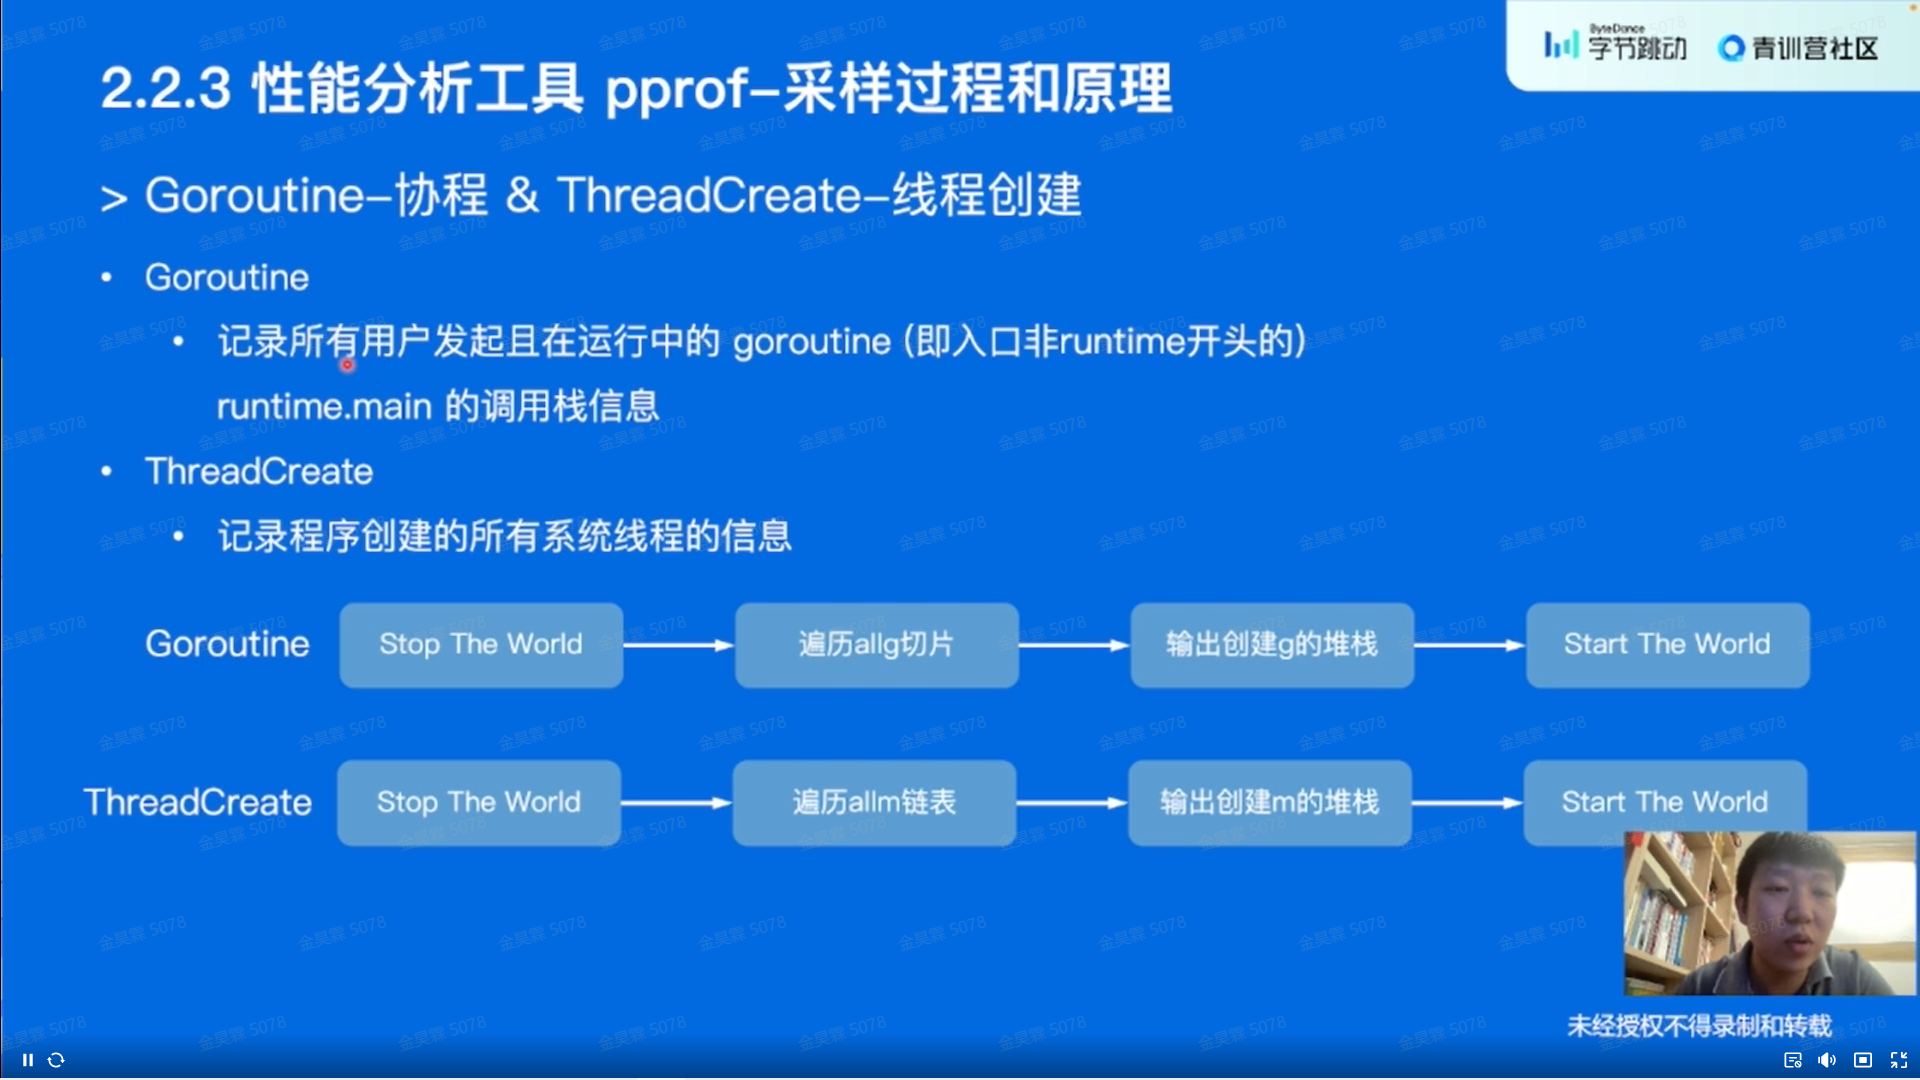 ByteDance
字节跳动
青训营社区
2.2.3 性能分析工具 pprof-采样过程和原理
> Goroutine-协程 & ThreadCreate-线程创建
• Goroutine
• 记录所有用户发起且在运行中的 goroutine (即入口非runtime开头的)
runtime.main 的调用栈信息
• ThreadCreate
• 记录程序创建的所有系统线程的信息
Goroutine
Stop The World
遍历allg切片
输出创建g的堆栈
Start The World
ThreadCreate
Stop The World
遍历allm链表
输出创建m的堆栈
Start The World
未经授权不得录制和转载
金昊霖 5078